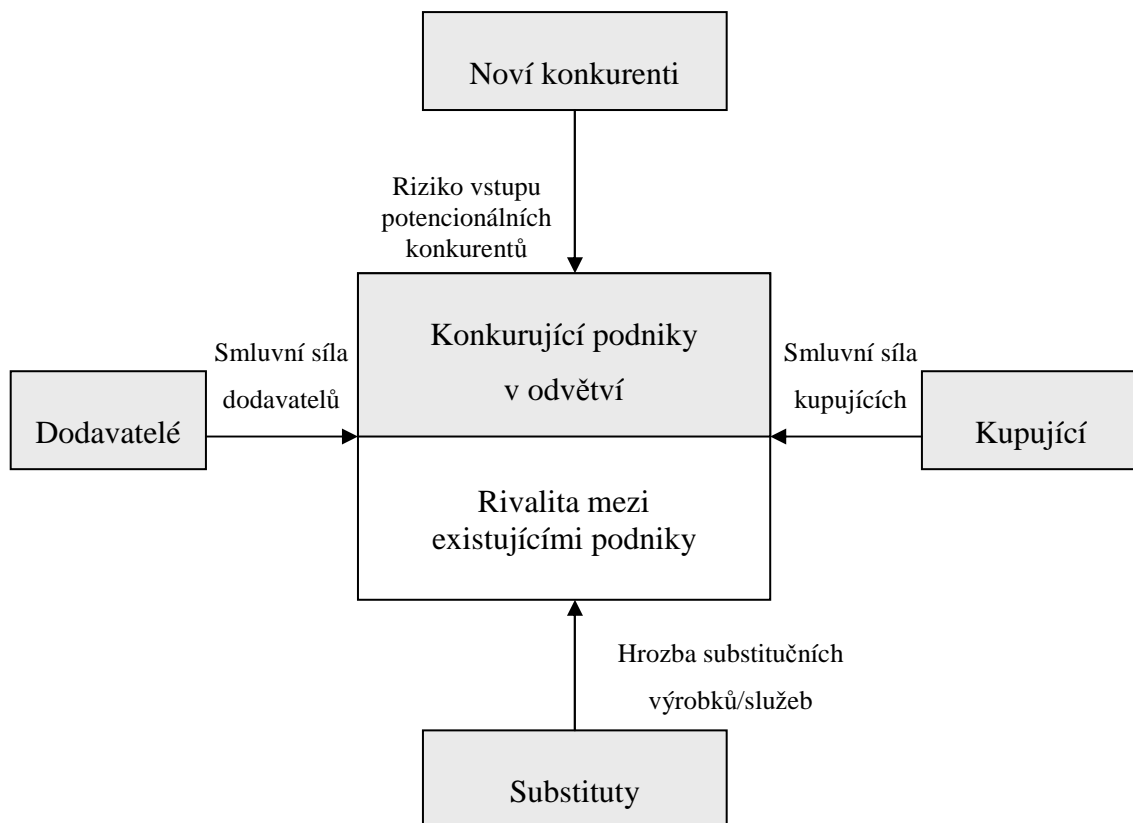 Noví konkurenti
Riziko vstupu
potencionálních
konkurentů
Konkurující podniky
v odvětví
Smluvní síla
dodavatelů
Smluvní síla
kupujících
Dodavatelé
Kupující
Rivalita mezi
existujícími podniky
Hrozba substitučních
výrobků/služeb
Substituty